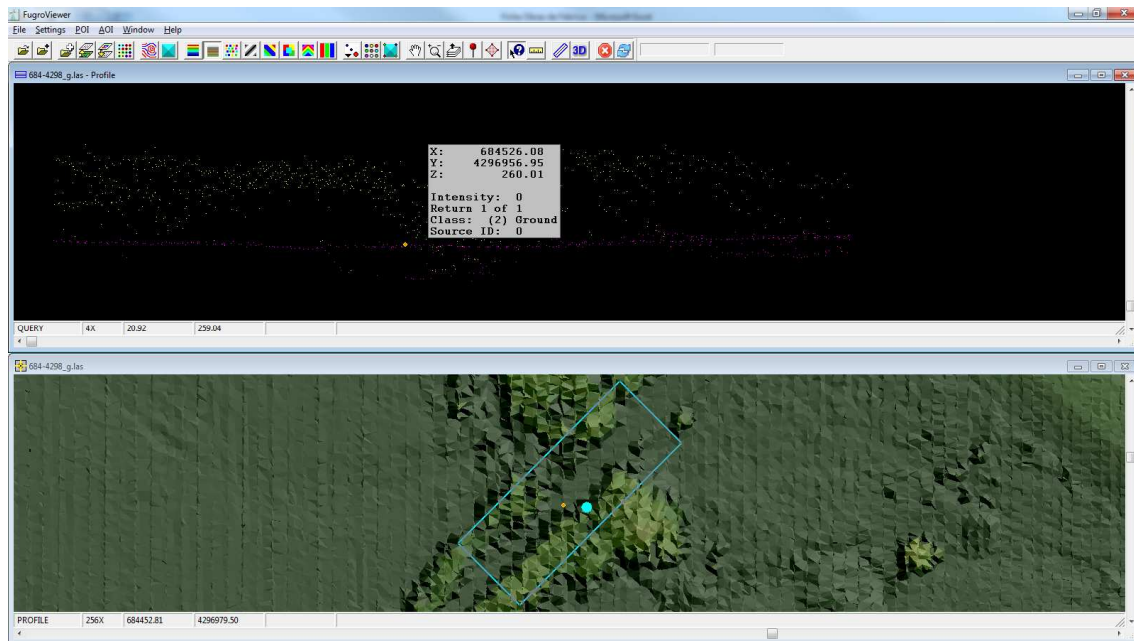 FugroViewer
File Settings POI AOI Window Help
3D
684-4298_g.las - Profile
X: 684526.08
Y: 4296956.95
Z: 260.01
Intensity: 0
Return 1 of 1
Class: (2) Ground
Source ID: 0
QUERY 4X 20.92 259.04
684-4298_g.las
PROFILE 256X 684452.81 4296979.50